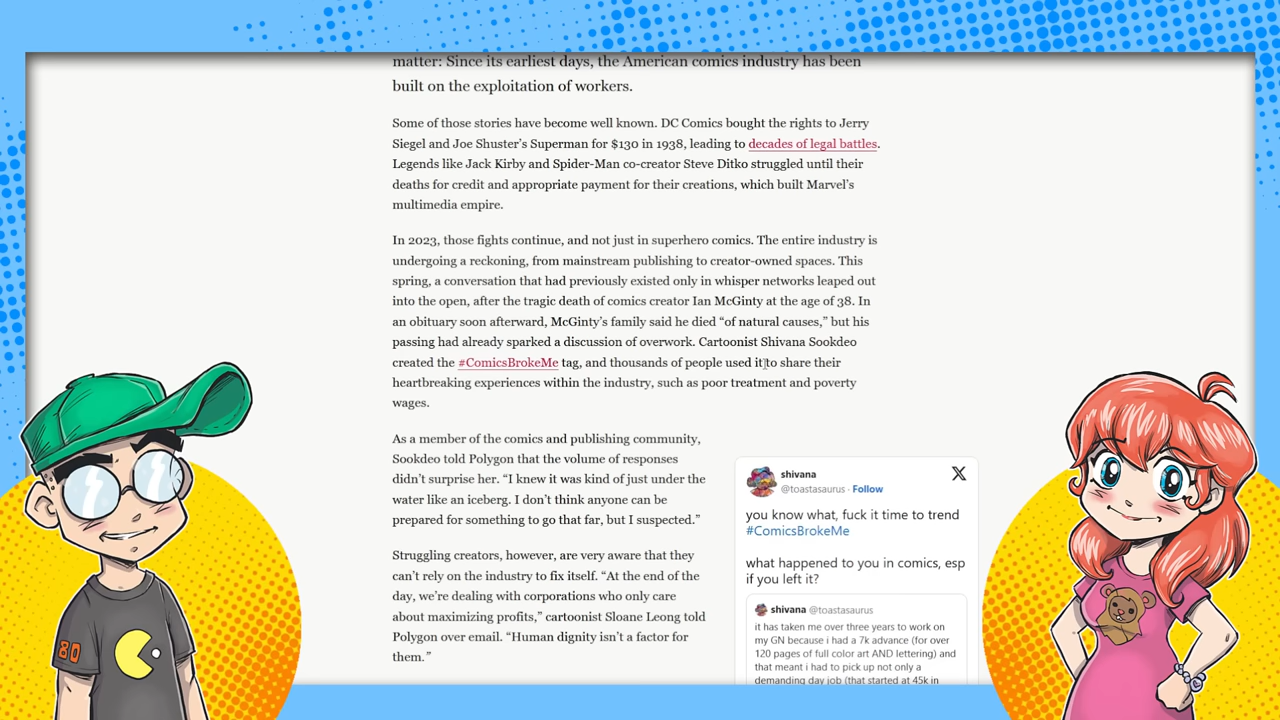 matter: Since its earliest days, the American comics industry has been
built on the exploitation of workers.
Some of those stories have become well known. DC Comics bought the rights to Jerry
Siegel and Joe Shuster’s Superman for $130 in 1938, leading to decades of legal battles.
Legends like Jack Kirby and Spider-Man co-creator Steve Ditko struggled until their
deaths for credit and appropriate payment for their creations, which built Marvel’s
multimedia empire.
In 2023, those fights continue, and not just in superhero comics. The entire industry is
undergoing a reckoning, from mainstream publishing to creator-owned spaces. This
spring, a conversation that had previously existed only in whisper networks leaped out
into the open, after the tragic death of comics creator Ian McGinty at the age of 38. In
an obituary soon afterward, McGinty’s family said he died “of natural causes,” but his
passing had already sparked a discussion of overwork. Cartoonist Shivana Sookdeo
created the #ComicsBrokeMe tag, and thousands of people used it to share their
heartbreaking experiences within the industry, such as poor treatment and poverty
wages.
As a member of the comics and publishing community,
Sookdeo told Polygon that the volume of responses
didn’t surprise her. “I knew it was kind of just under the
water like an iceberg. I don’t think anyone can be
prepared for something to go that far, but I suspected.”
Struggling creators, however, are very aware that they
can’t rely on the industry to fix itself. “At the end of the
day, we’re dealing with corporations who only care
about maximizing profits,” cartoonist Sloane Leong told
Polygon over email. “Human dignity isn’t a factor for
them.”
shivana
@toastasaurus · Follow
you know what, fuck it time to trend
#ComicsBrokeMe
what happened to you in comics, esp
if you left it?
shivana @toastasaurus
it has taken me over three years to work on
my GN because i had a 7k advance (for over
120 pages of full color art AND lettering) and
that meant i had to pick up not only a
demanding day job (that started at 45k in
80